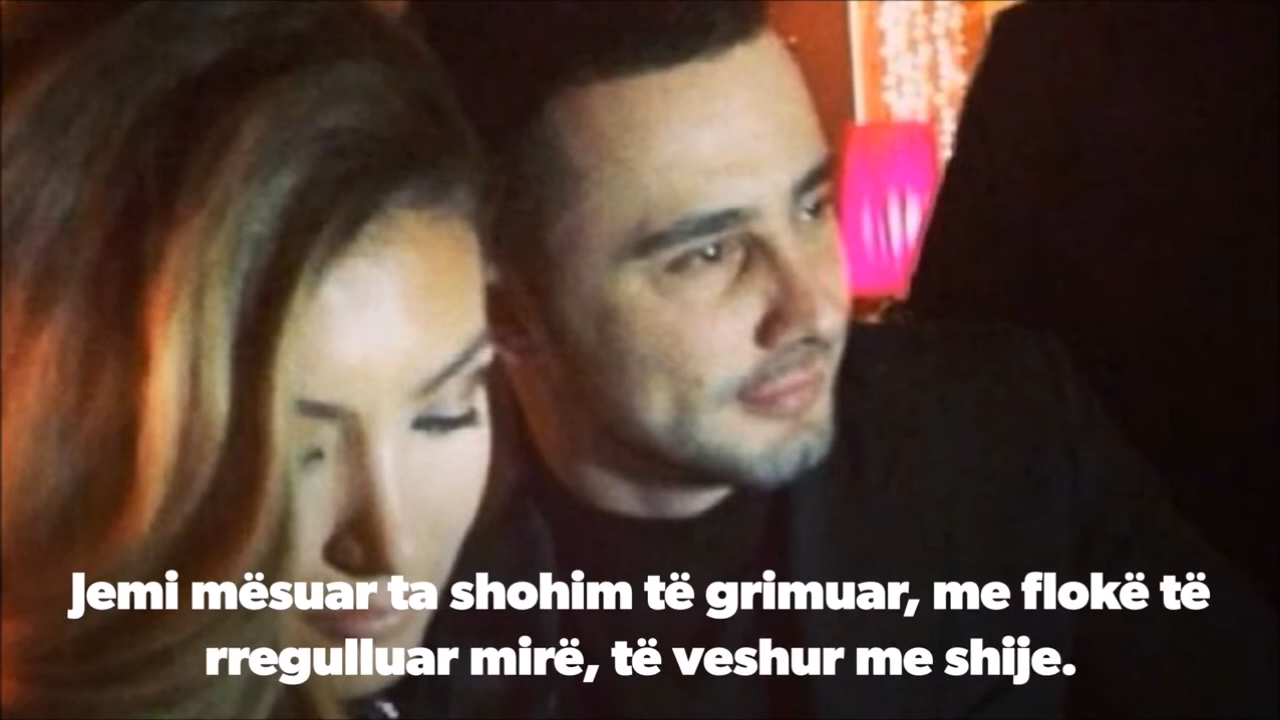 Jemi mësuar ta shohim të grimuar, me flokë të
rregulluar mirë, të veshur me shije.